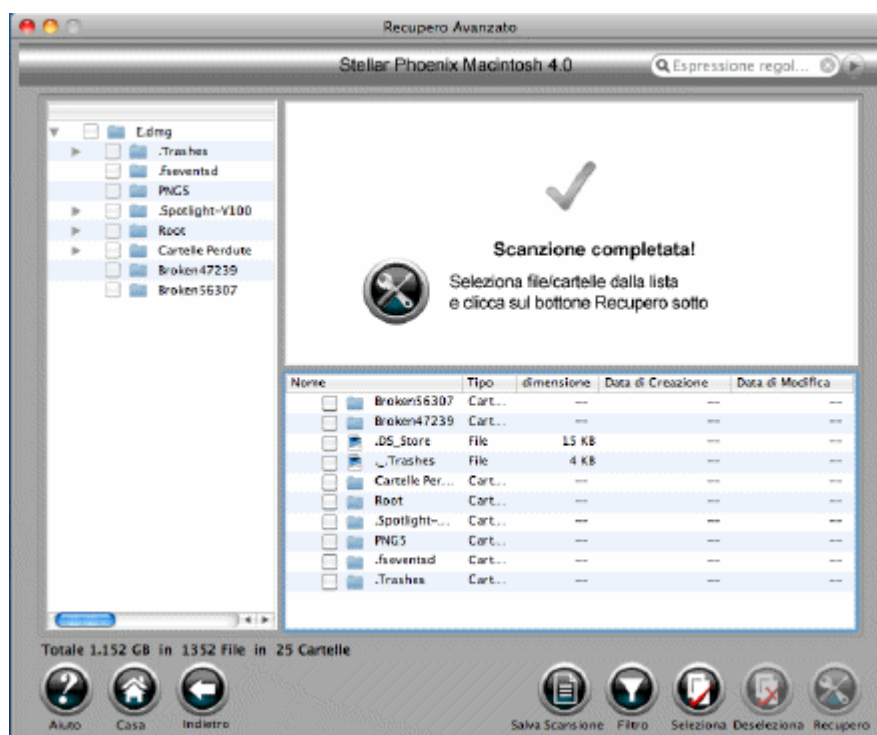 Recupero Avanzato
Stellar Phoenix Macintosh 4.0
Espressione regol...
E.dmg
.Trashes
.fseventsd
PNGS
.Spotlight-V100
Root
Cartelle Perdute
Broken47239
Broken56307
Scanzione completata!
Seleziona file/cartelle dalla lista
e clicca sul bottone Recupero sotto
Nome Tipo dimensione Data di Creazione Data di Modifica
Broken56307 Cart... -- -- --
Broken47239 Cart... -- -- --
.DS_Store File 15 KB -- --
._.Trashes File 4 KB -- --
Cartelle Per... Cart... -- -- --
Root Cart... -- -- --
.Spotlight-... Cart... -- -- --
PNGS Cart... -- -- --
.fseventsd Cart... -- -- --
.Trashes Cart... -- -- --
Totale 1.152 GB in 1352 File in 25 Cartelle
Aiuto Casa Indietro Salva Scansione Filtro Seleziona Deseleziona Recupero